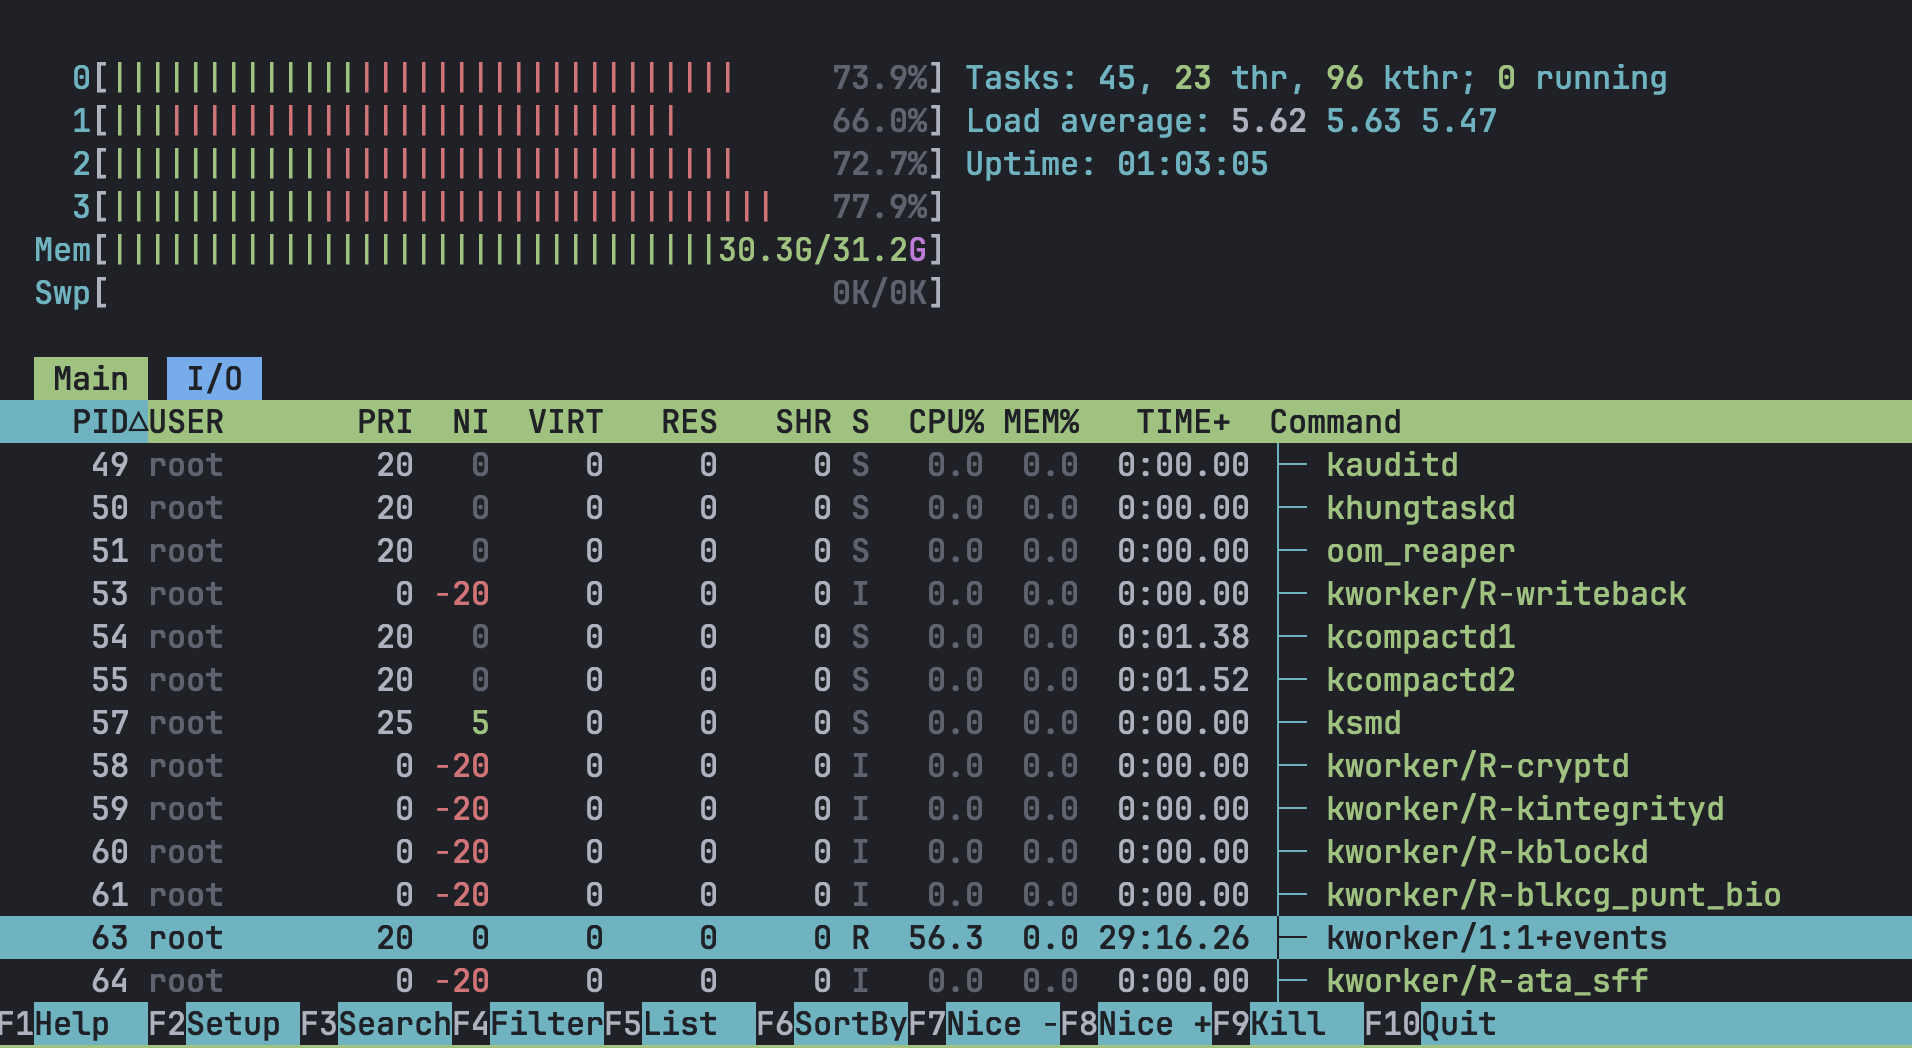 0[||||||||||||||||||||||||||||||||| 73.9%] Tasks: 45, 23 thr, 96 kthr; 0 running
1[|||||||||||||||||||||||||||||| 66.0%] Load average: 5.62 5.63 5.47
2[||||||||||||||||||||||||||||||||| 72.7%] Uptime: 01:03:05
3[||||||||||||||||||||||||||||||||||| 77.9%]
Mem[||||||||||||||||||||||||||||||||30.3G/31.2G]
Swp[ 0K/0K]
Main I/O
PID△USER PRI NI VIRT RES SHR S CPU% MEM% TIME+ Command
49 root 20 0 0 0 0 S 0.0 0.0 0:00.00 ├─ kauditd
50 root 20 0 0 0 0 S 0.0 0.0 0:00.00 ├─ khungtaskd
51 root 20 0 0 0 0 S 0.0 0.0 0:00.00 ├─ oom_reaper
53 root 0 -20 0 0 0 I 0.0 0.0 0:00.00 ├─ kworker/R-writeback
54 root 20 0 0 0 0 S 0.0 0.0 0:01.38 ├─ kcompactd1
55 root 20 0 0 0 0 S 0.0 0.0 0:01.52 ├─ kcompactd2
57 root 25 5 0 0 0 S 0.0 0.0 0:00.00 ├─ ksmd
58 root 0 -20 0 0 0 I 0.0 0.0 0:00.00 ├─ kworker/R-cryptd
59 root 0 -20 0 0 0 I 0.0 0.0 0:00.00 ├─ kworker/R-kintegrityd
60 root 0 -20 0 0 0 I 0.0 0.0 0:00.00 ├─ kworker/R-kblockd
61 root 0 -20 0 0 0 I 0.0 0.0 0:00.00 ├─ kworker/R-blkcg_punt_bio
63 root 20 0 0 0 0 R 56.3 0.0 29:16.26 ├─ kworker/1:1+events
64 root 0 -20 0 0 0 I 0.0 0.0 0:00.00 ├─ kworker/R-ata_sff
F1Help F2Setup F3SearchF4FilterF5List F6SortByF7Nice -F8Nice +F9Kill F10Quit